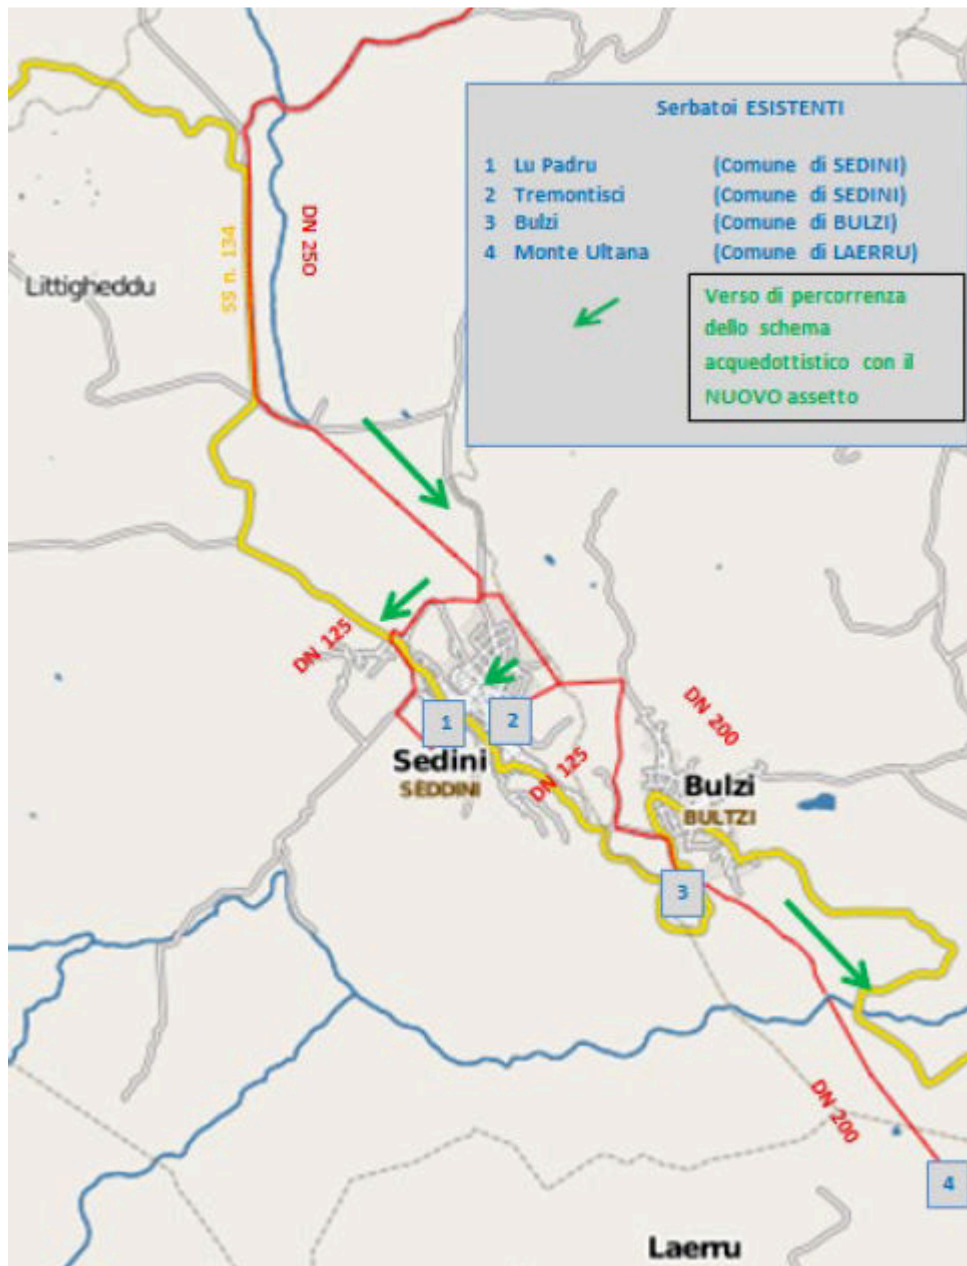 Serbatoi ESISTENTI
1 Lu Padru (Comune di SEDINI)
2 Tremontisci (Comune di SEDINI)
3 Bulzi (Comune di BULZI)
4 Monte Ultana (Comune di LAERRU)
Verso di percorrenza
dello schema
acquedottistico con il
NUOVO assetto
DN 250
SS n. 134
Littigheddu
DN 125
DN 200
1
2
Sedini
SÈDDINI
DN 125
Bulzi
BULTZI
3
DN 200
4
Laerru